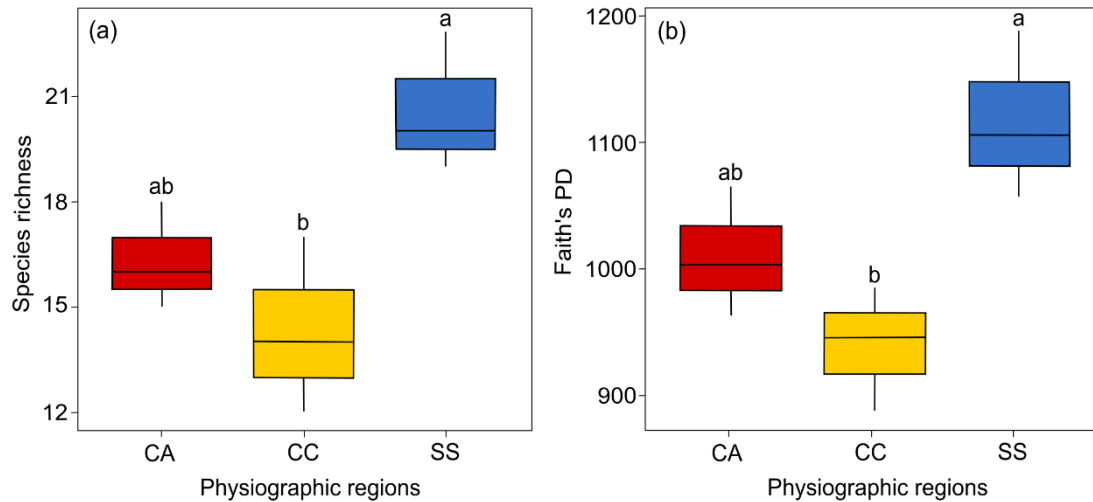 (a)
Species richness
21
18
15
12
ab
b
a
CA CC SS
Physiographic regions
(b)
Faith's PD
1200
1100
1000
900
ab
b
a
CA CC SS
Physiographic regions